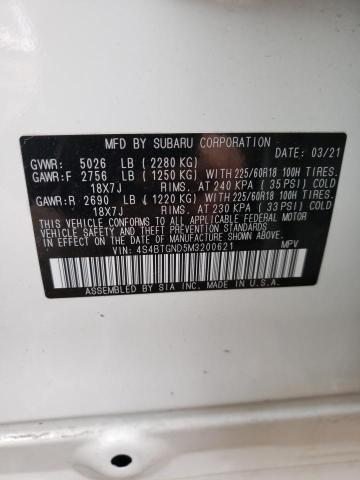 MFD BY SUBARU CORPORATION DATE: 03/21
GVWR: 5026 LB (2280 KG)
GAWR:F 2756 LB (1250 KG) WITH 225/60R18 100H TIRES.
18X7J RIMS. AT 240 KPA (35 PSI) COLD
GAWR:R 2690 LB (1220 KG) WITH 225/60R18 100H TIRES.
18X7J RIMS. AT 230 KPA (33 PSI) COLD
THIS VEHICLE CONFORMS TO ALL APPLICABLE FEDERAL MOTOR
VEHICLE SAFETY, BUMPER, AND THEFT PREVENTION STANDARDS
IN EFFECT ON THE DATE OF MANUFACTURE SHOWN ABOVE.
VIN: 4S4BTGND5M3200621 MPV
ASSEMBLED BY SIA INC. MADE IN U.S.A.